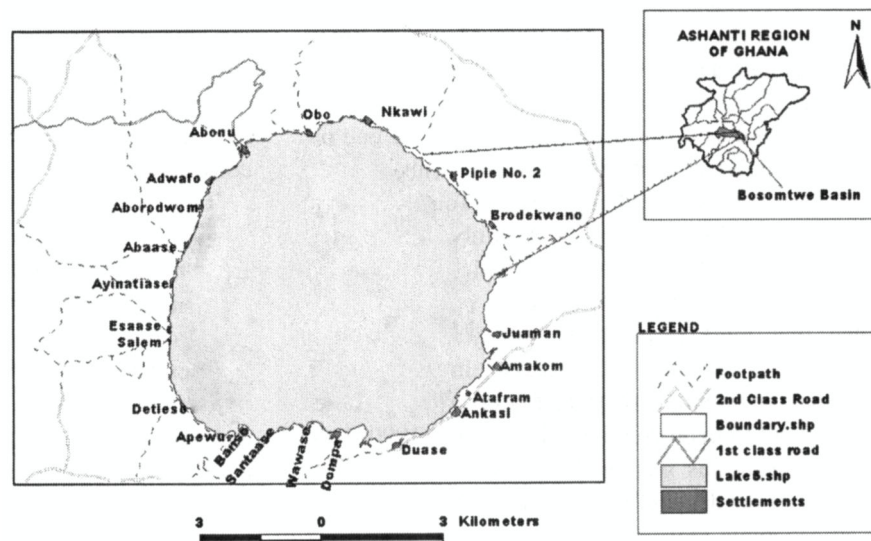 Nkawi
Obo
Abonu
Adwafo
Pipie No. 2
Aborodwom
Brodekwano
Abaase
Ayinatiase
Esaase
Salem
Juaman
Amakom
Atafram
Detiese
Ankasi
Apewu
Banso
Santaase
Wawase
Dompa
Duase
3 0 3 Kilometers
ASHANTI REGION
OF GHANA
N
Bosomtwe Basin
LEGEND
Footpath
2nd Class Road
Boundary.shp
1st class road
Lake5.shp
Settlements